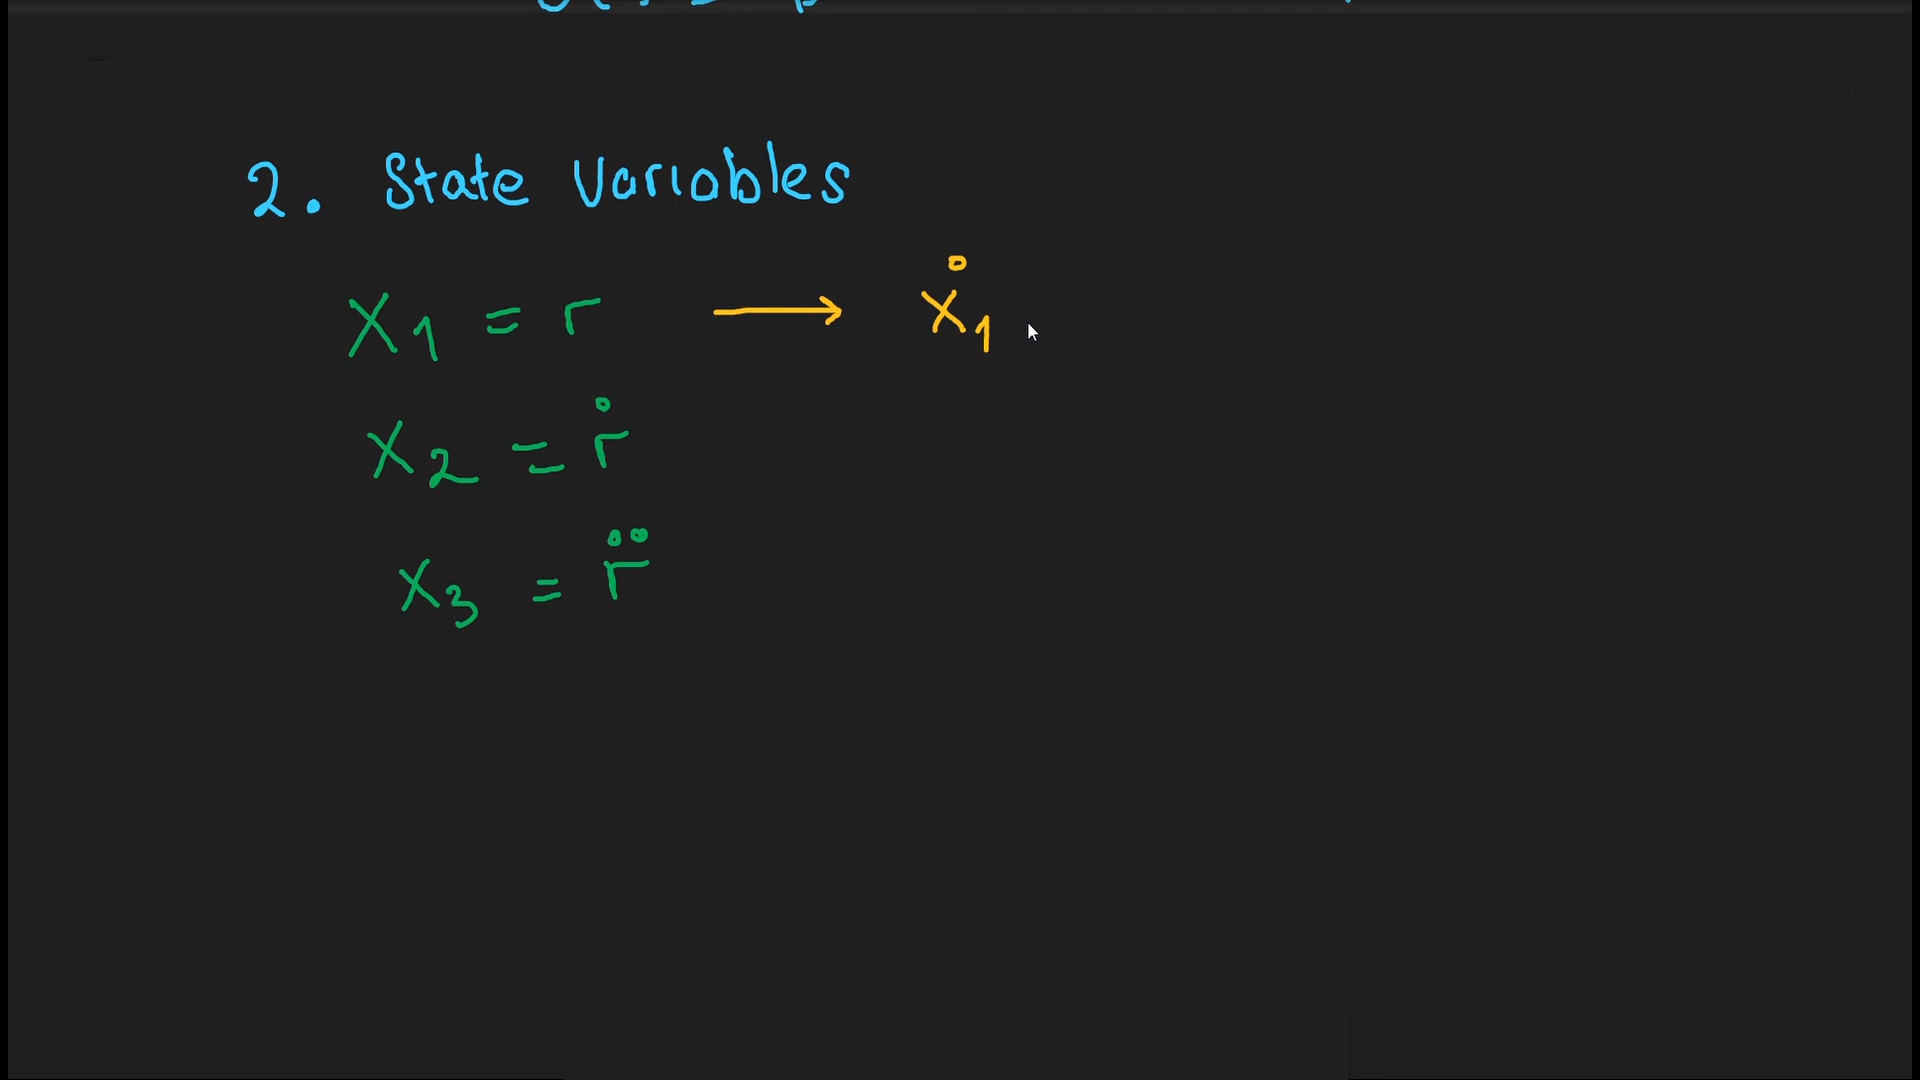 2. State Variables
x₁ = r ⟶ ẋ₁
x₂ = ṙ
x₃ = r̈